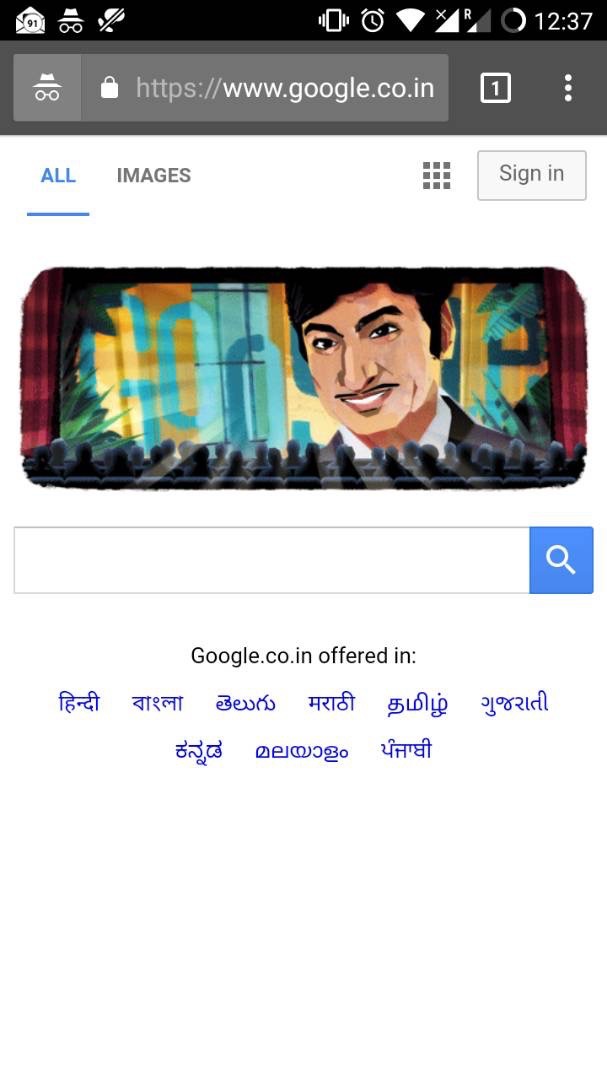 91
R
12:37
https://www.google.co.in
1
ALL IMAGES
Sign in
Google
Google.co.in offered in:
हिन्दी বাংলা తెలుగు मराठी தமிழ் ગુજરાતી
ಕನ್ನಡ മലയാളം ਪੰਜਾਬੀ